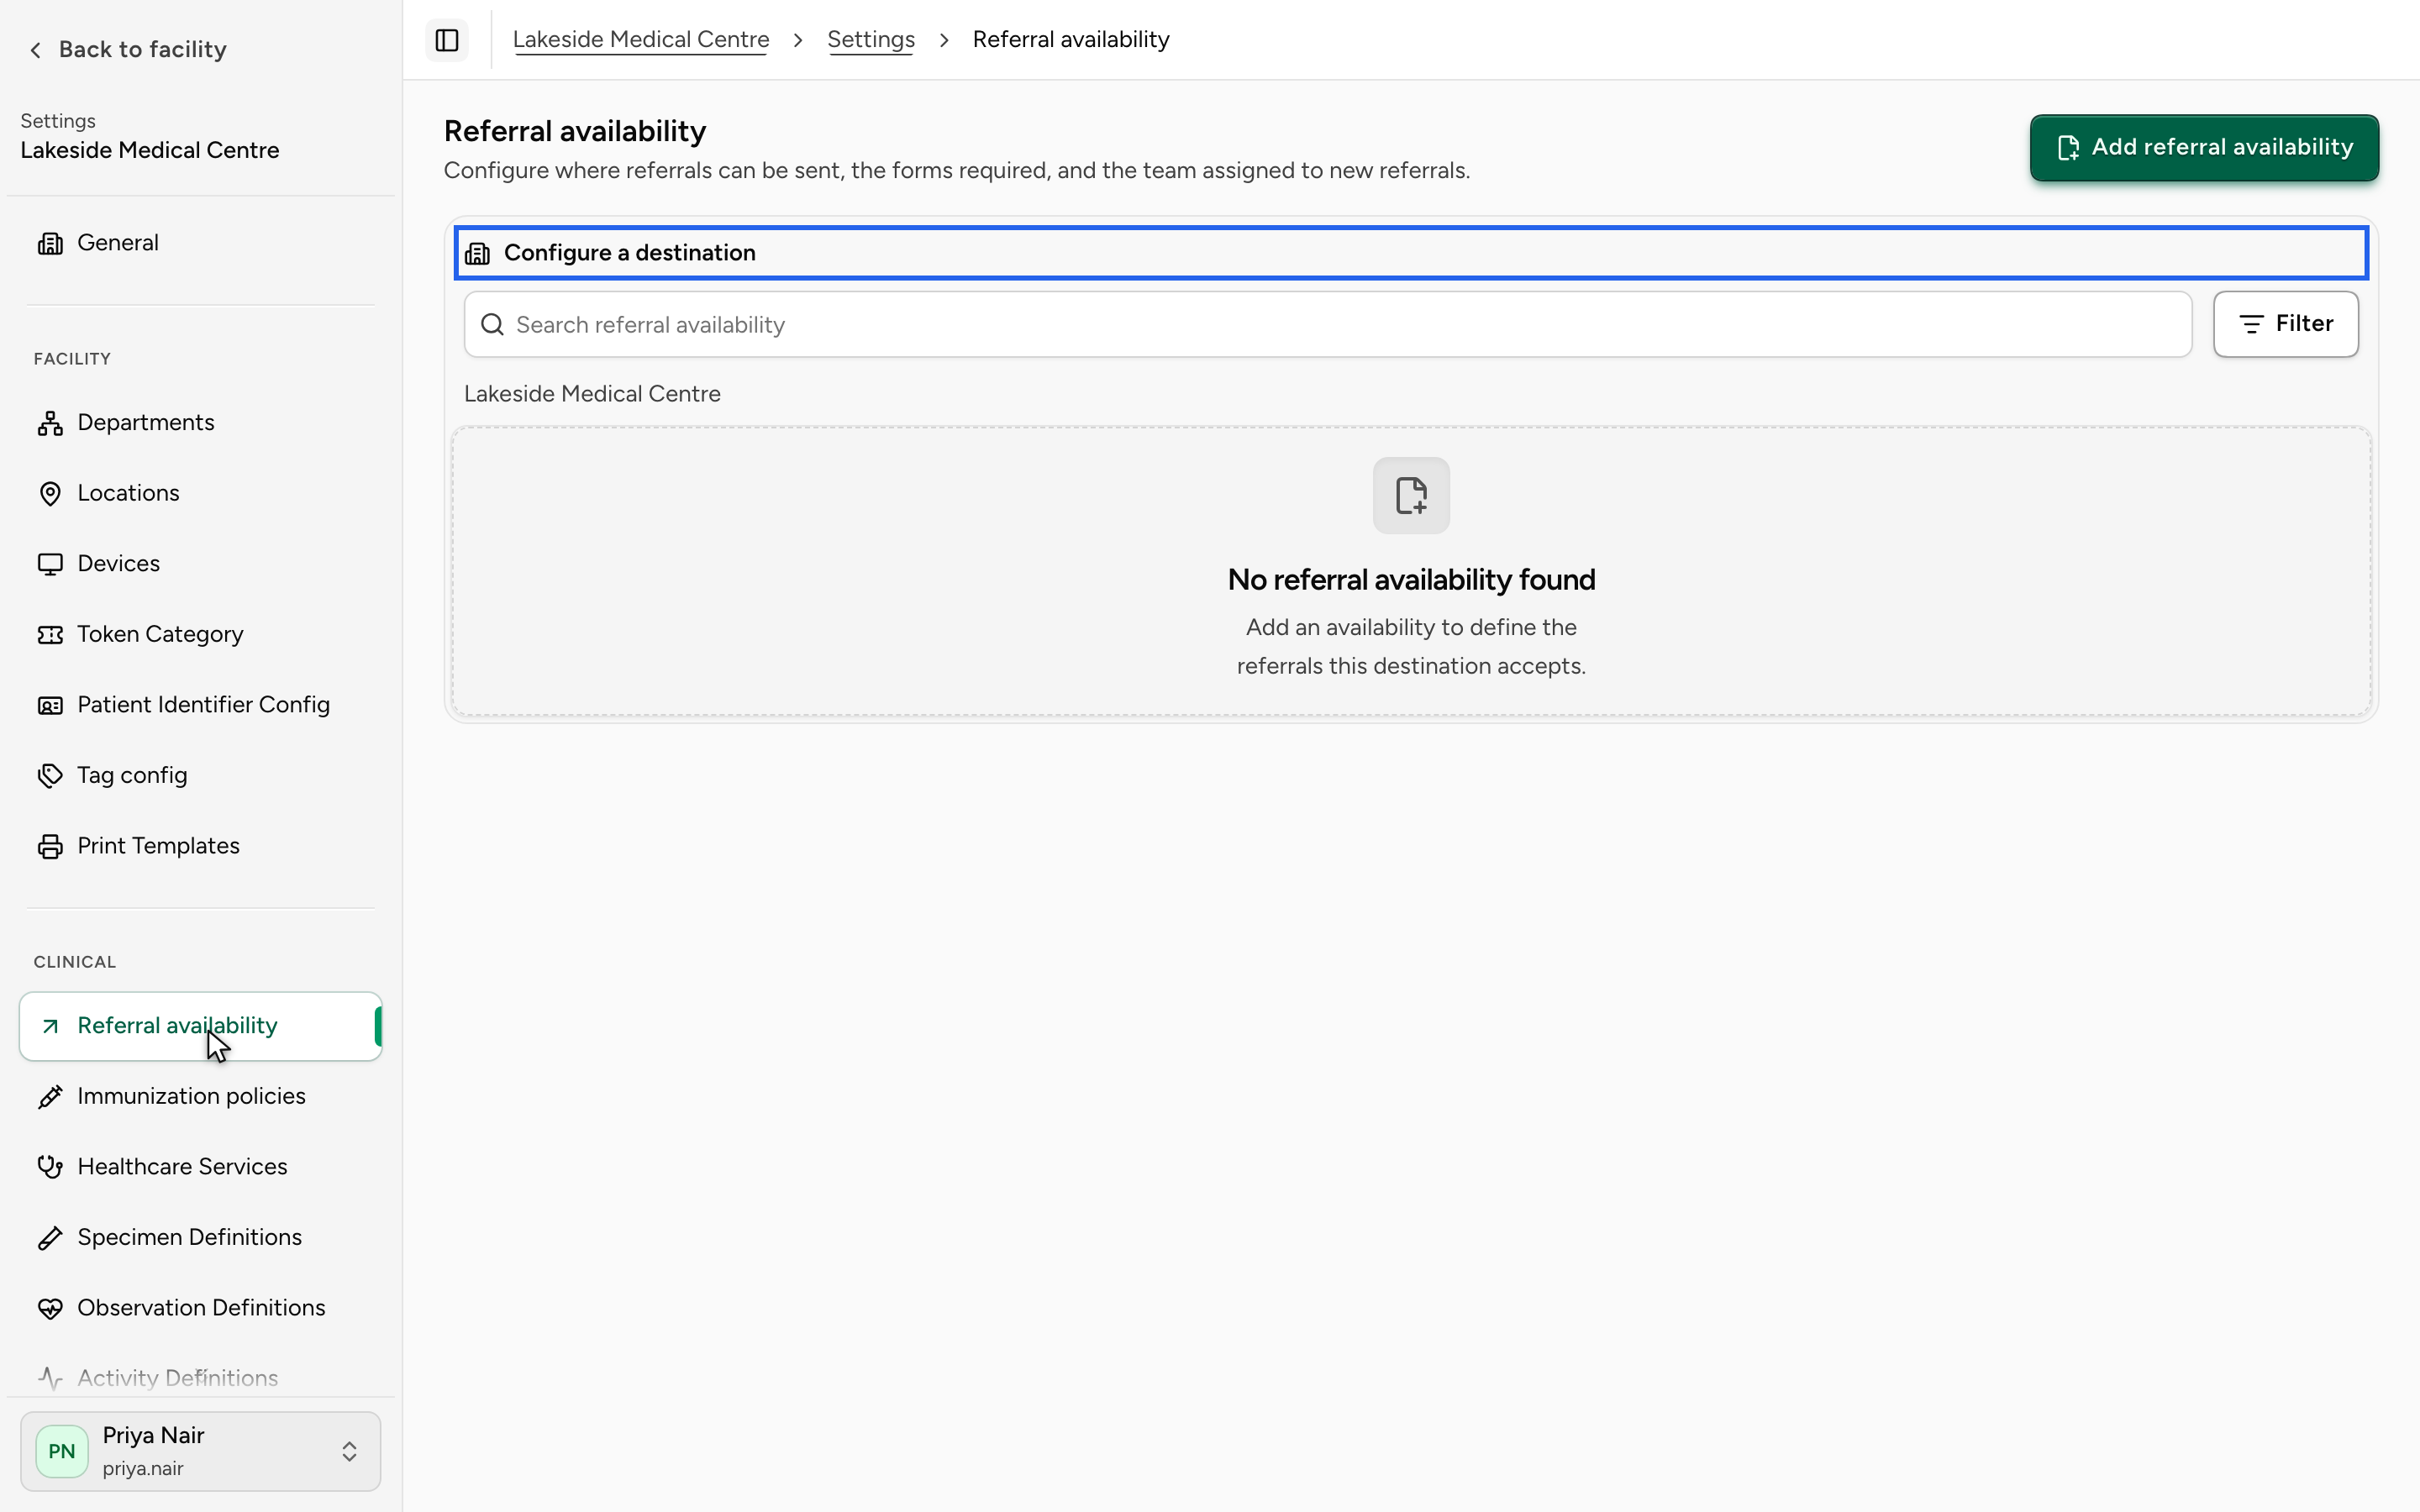 Back to facility
Settings
Lakeside Medical Centre
General
FACILITY
Departments
Locations
Devices
Token Category
Patient Identifier Config
Tag config
Print Templates
CLINICAL
Referral availability
Immunization policies
Healthcare Services
Specimen Definitions
Observation Definitions
Activity Definitions
PN
Priya Nair
priya.nair
Lakeside Medical Centre > Settings > Referral availability
Referral availability
Configure where referrals can be sent, the forms required, and the team assigned to new referrals.
Add referral availability
Configure a destination
Search referral availability
Filter
Lakeside Medical Centre
No referral availability found
Add an availability to define the
referrals this destination accepts.